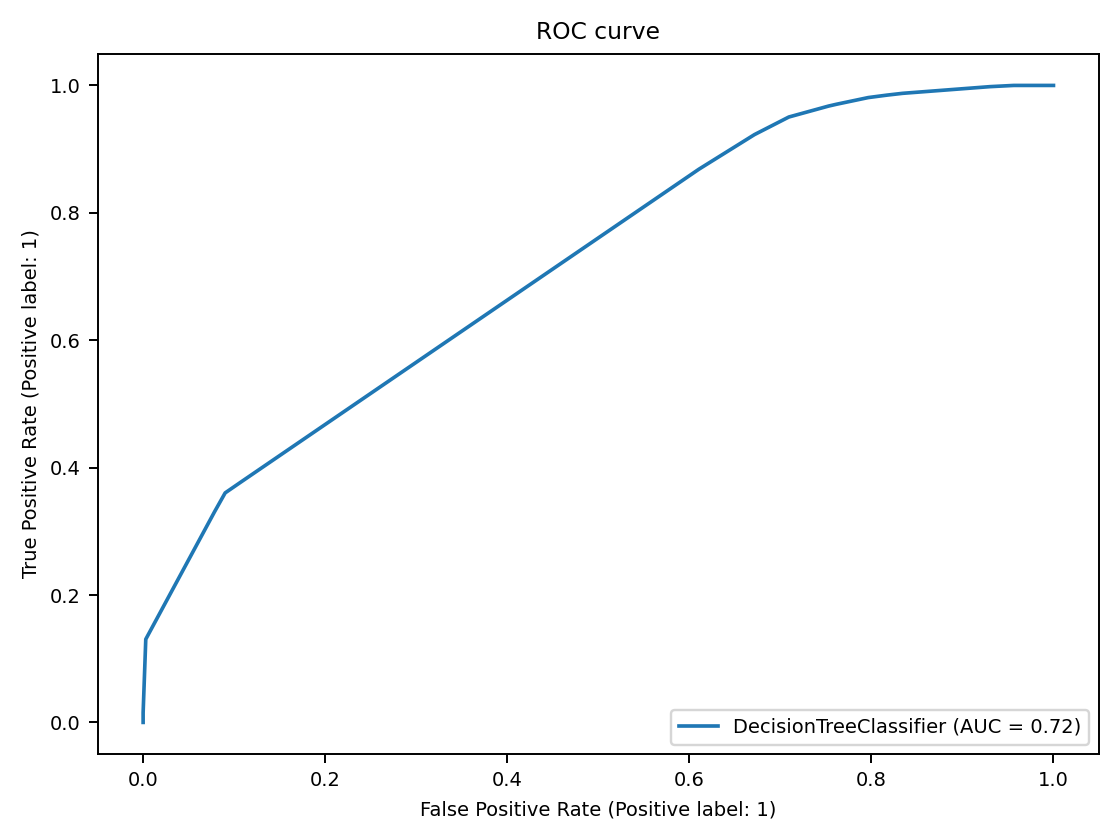 ROC curve
True Positive Rate (Positive label: 1)
1.0
0.8
0.6
0.4
0.2
0.0
DecisionTreeClassifier (AUC = 0.72)
0.0 0.2 0.4 0.6 0.8 1.0
False Positive Rate (Positive label: 1)